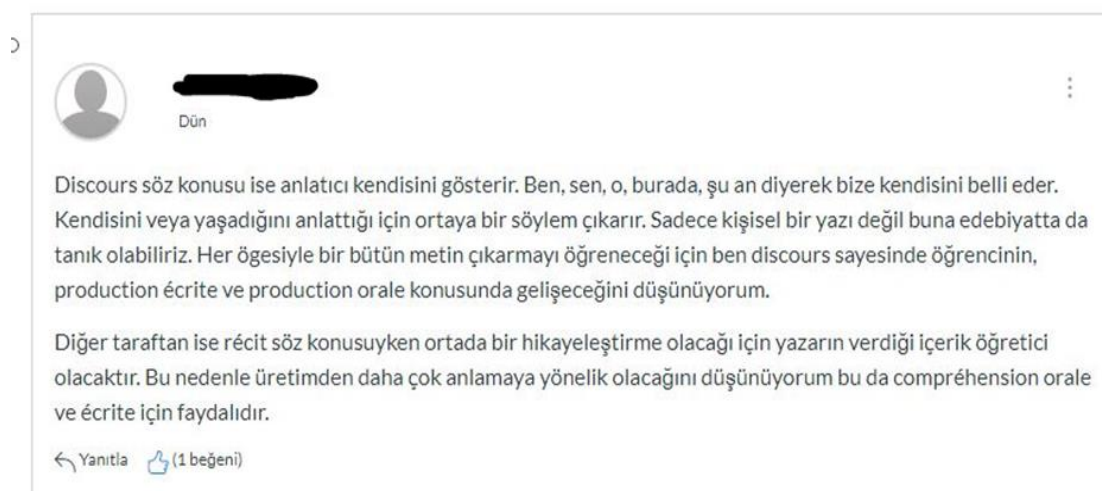 Dün
Discours söz konusu ise anlatıcı kendisini gösterir. Ben, sen, o, burada, şu an diyerek bize kendisini belli eder.
Kendisini veya yaşadığını anlattığı için ortaya bir söylem çıkarır. Sadece kişisel bir yazı değil buna edebiyatta da
tanık olabiliriz. Her ögesiyle bir bütün metin çıkarmayı öğreneceği için ben discours sayesinde öğrencinin,
production écrite ve production orale konusunda gelişeceğini düşünüyorum.
Diğer taraftan ise récit söz konusuyken ortada bir hikayeleştirme olacağı için yazarın verdiği içerik öğretici
olacaktır. Bu nedenle üretimden daha çok anlamaya yönelik olacağını düşünüyorum bu da compréhension orale
ve écrite için faydalıdır.
Yanıtla (1 beğeni)